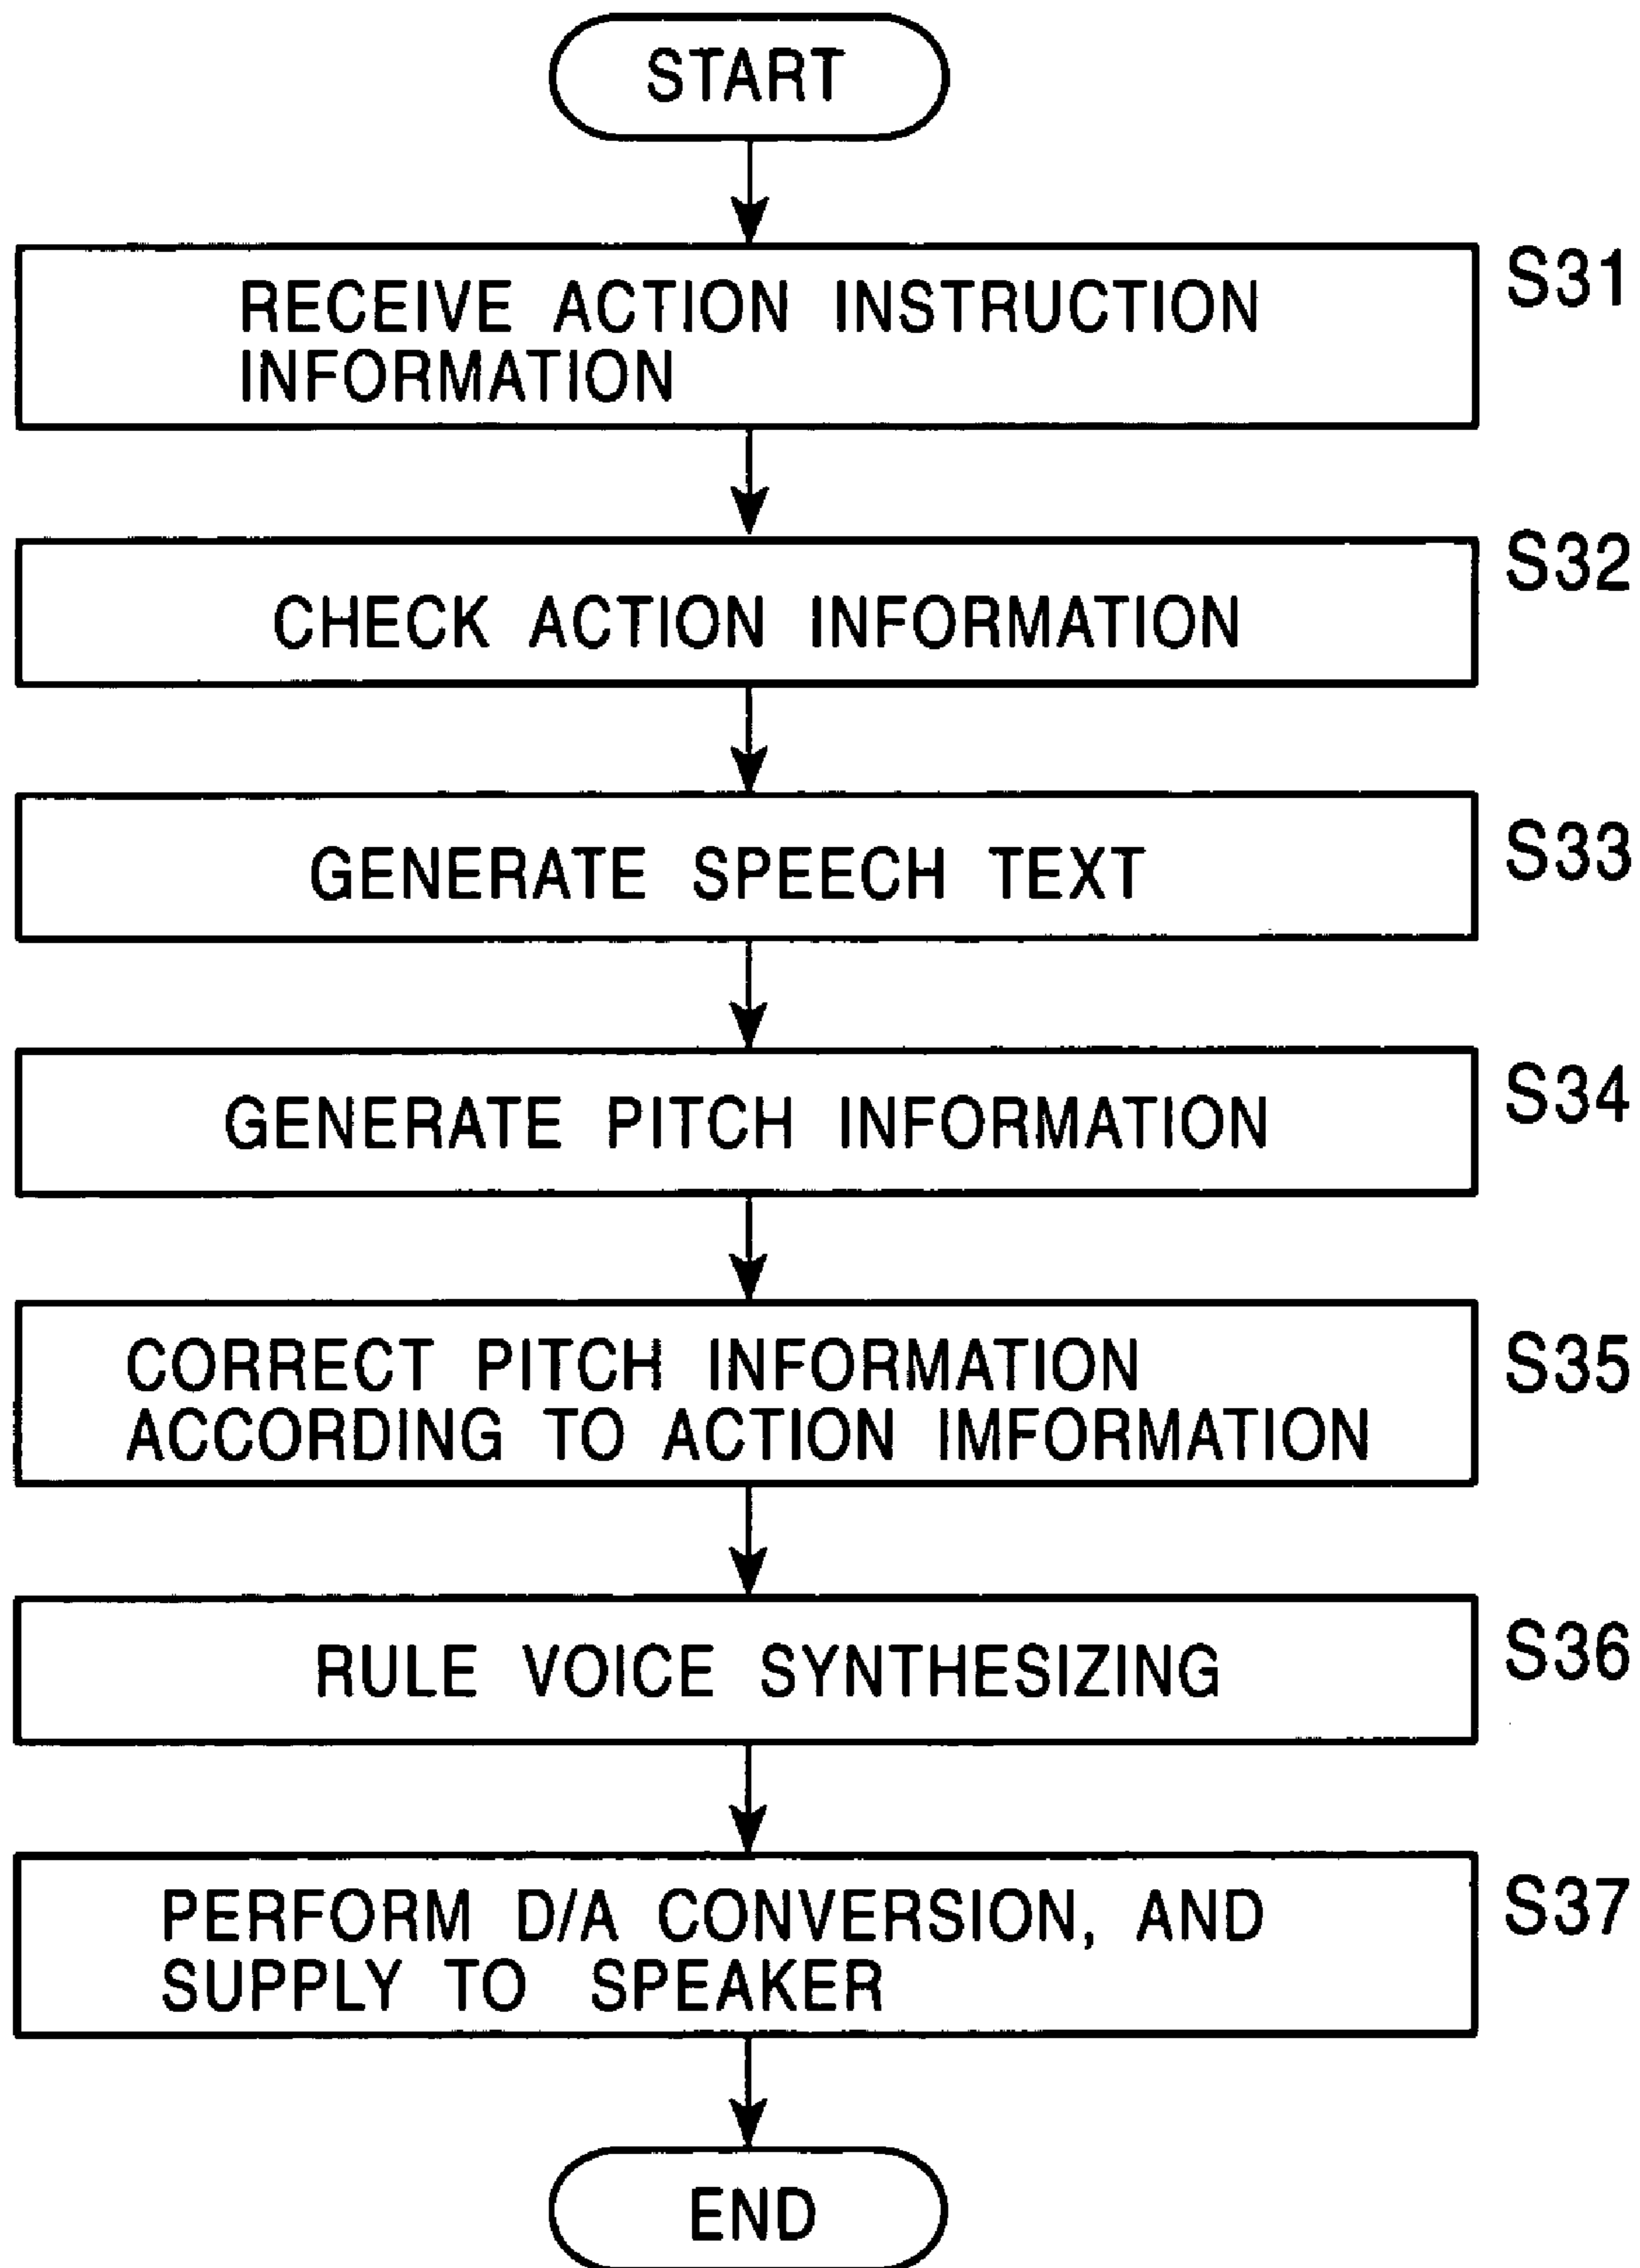 START
RECEIVE ACTION INSTRUCTION
INFORMATION
S31
CHECK ACTION INFORMATION
S32
GENERATE SPEECH TEXT
S33
GENERATE PITCH INFORMATION
S34
CORRECT PITCH INFORMATION
ACCORDING TO ACTION IMFORMATION
S35
RULE VOICE SYNTHESIZING
S36
PERFORM D/A CONVERSION, AND
SUPPLY TO SPEAKER
S37
END